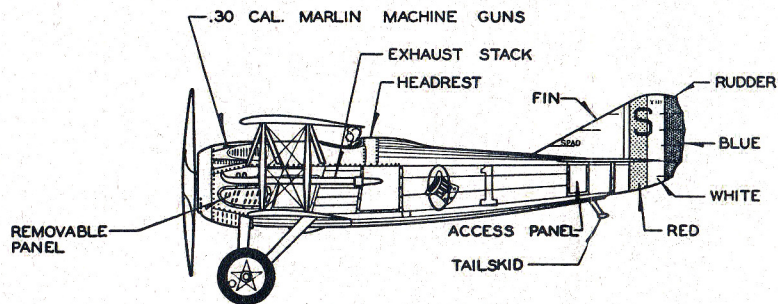 .30 CAL. MARLIN MACHINE GUNS
EXHAUST STACK
HEADREST
FIN
RUDDER
S
XIII
SPAD
BLUE
1
WHITE
REMOVABLE
PANEL
ACCESS PANEL
RED
TAILSKID